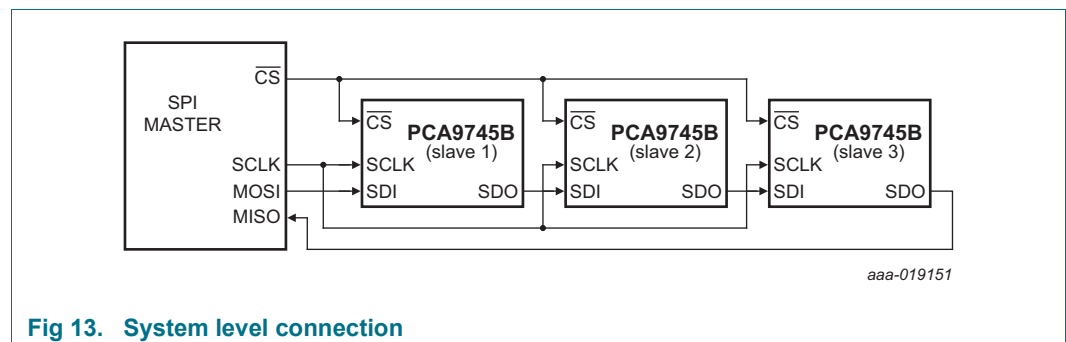 SPI
MASTER
CS
SCLK
MOSI
MISO
CS
PCA9745B
(slave 1)
SCLK
SDI
SDO
CS
PCA9745B
(slave 2)
SCLK
SDI
SDO
CS
PCA9745B
(slave 3)
SCLK
SDI
SDO
aaa-019151
Fig 13. System level connection